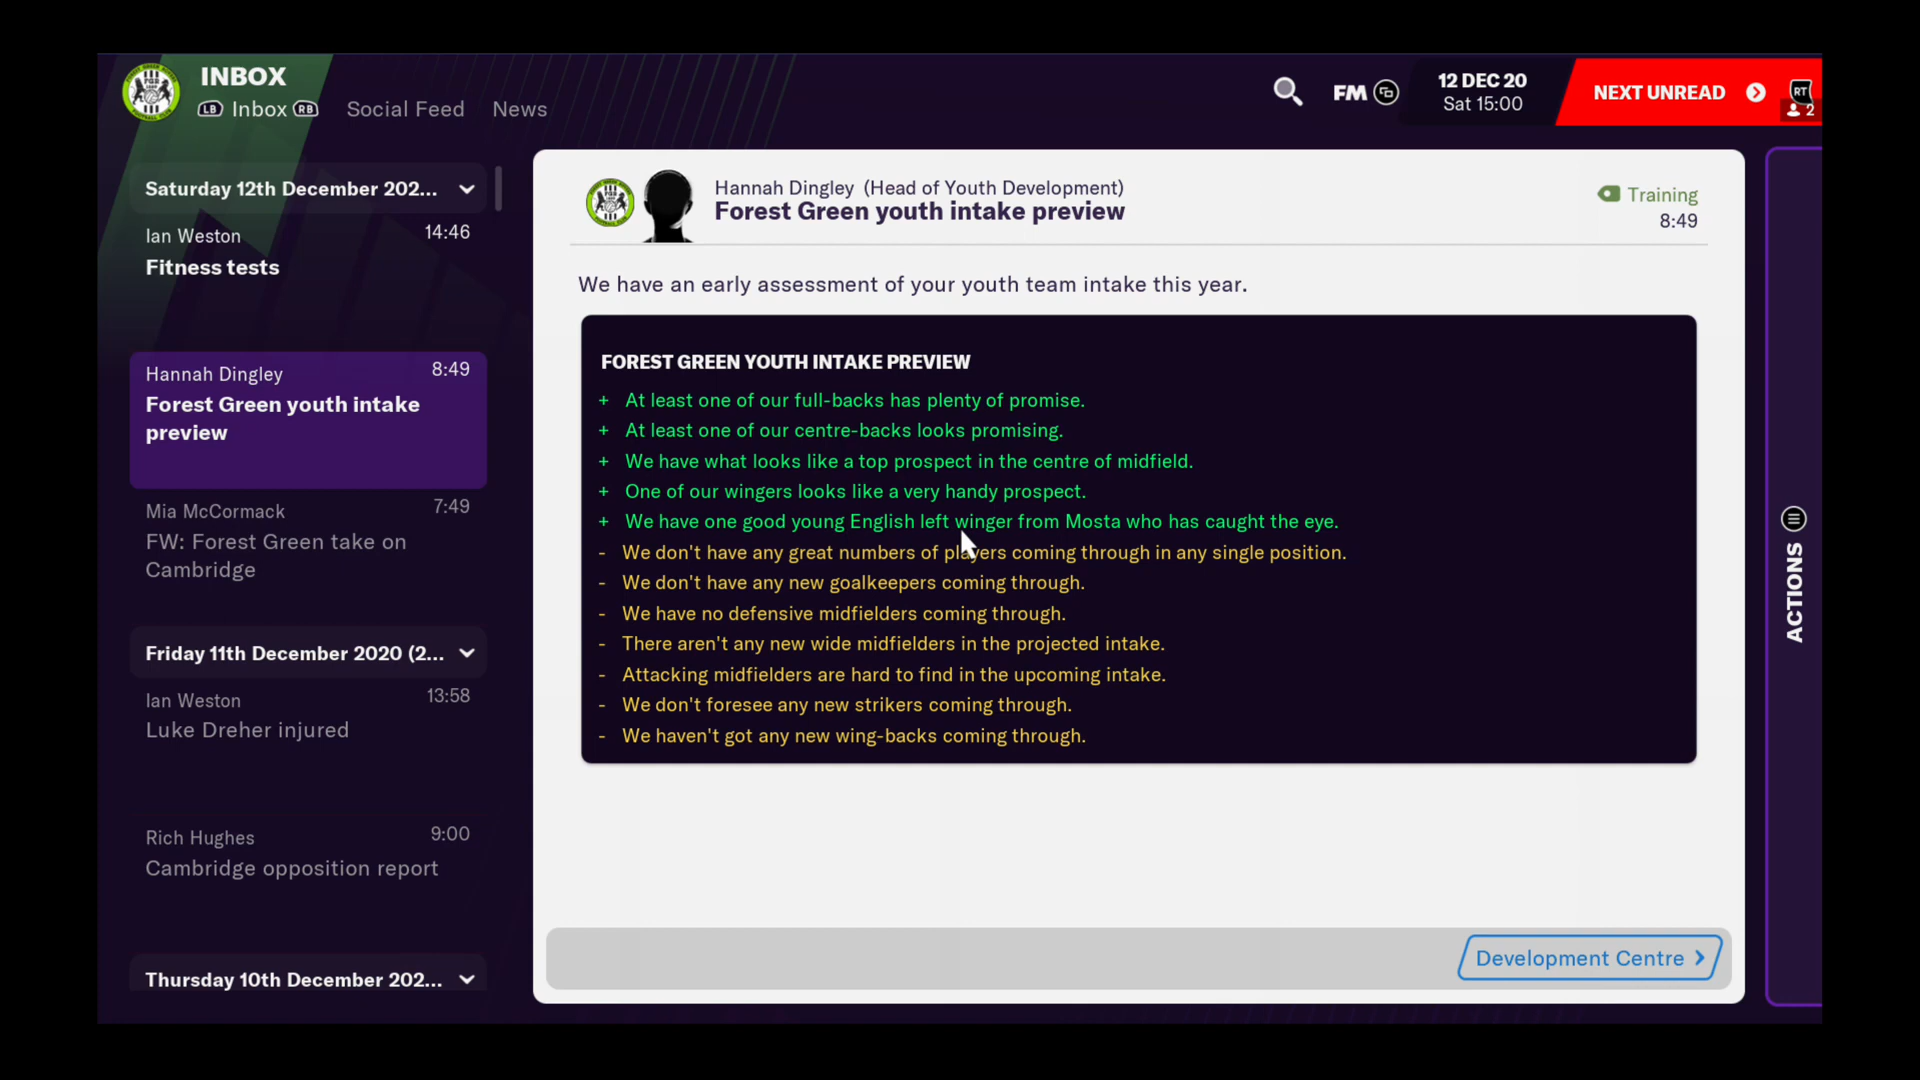 INBOX
LB Inbox RB Social Feed News
FM
12 DEC 20
Sat 15:00
NEXT UNREAD
RT
2
Saturday 12th December 202...
Ian Weston 14:46
Fitness tests
Hannah Dingley 8:49
Forest Green youth intake
preview
Mia McCormack 7:49
FW: Forest Green take on
Cambridge
Friday 11th December 2020 (2...
Ian Weston 13:58
Luke Dreher injured
Rich Hughes 9:00
Cambridge opposition report
Thursday 10th December 202...
Hannah Dingley (Head of Youth Development)
Forest Green youth intake preview
Training
8:49
We have an early assessment of your youth team intake this year.
FOREST GREEN YOUTH INTAKE PREVIEW
+ At least one of our full-backs has plenty of promise.
+ At least one of our centre-backs looks promising.
+ We have what looks like a top prospect in the centre of midfield.
+ One of our wingers looks like a very handy prospect.
+ We have one good young English left winger from Mosta who has caught the eye.
- We don't have any great numbers of players coming through in any single position.
- We don't have any new goalkeepers coming through.
- We have no defensive midfielders coming through.
- There aren't any new wide midfielders in the projected intake.
- Attacking midfielders are hard to find in the upcoming intake.
- We don't foresee any new strikers coming through.
- We haven't got any new wing-backs coming through.
Development Centre
ACTIONS